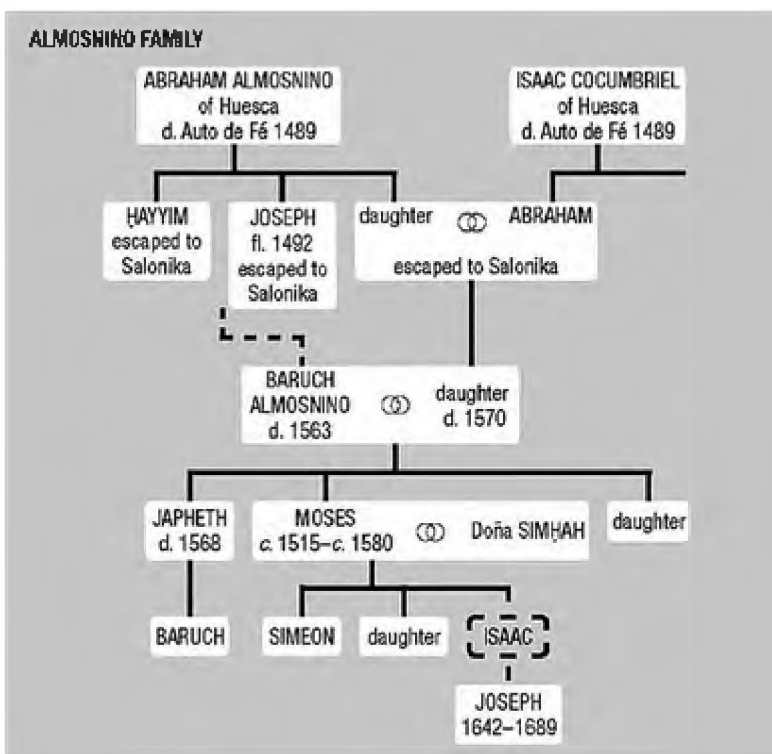 ALMOSNINO FAMILY
ABRAHAM ALMOSNINO
of Huesca
d. Auto de Fé 1489
ISAAC COCUMBRIEL
of Huesca
d. Auto de Fé 1489
ḤAYYIM
escaped to
Salonika
JOSEPH
fl. 1492
escaped to
Salonika
daughter
ABRAHAM
escaped to Salonika
BARUCH
ALMOSNINO
d. 1563
daughter
d. 1570
JAPHETH
d. 1568
MOSES
c. 1515–c. 1580
Doña SIMḤAH
daughter
BARUCH
SIMEON
daughter
ISAAC
JOSEPH
1642–1689